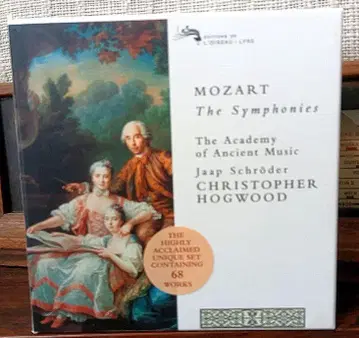 EDITIONS DE
L'OISEAU-LYRE
MOZART
The Symphonies
The Academy
of Ancient Music
Jaap Schröder
CHRISTOPHER
HOGWOOD
THE
HIGHLY
ACCLAIMED
UNIQUE SET
CONTAINING
68
WORKS